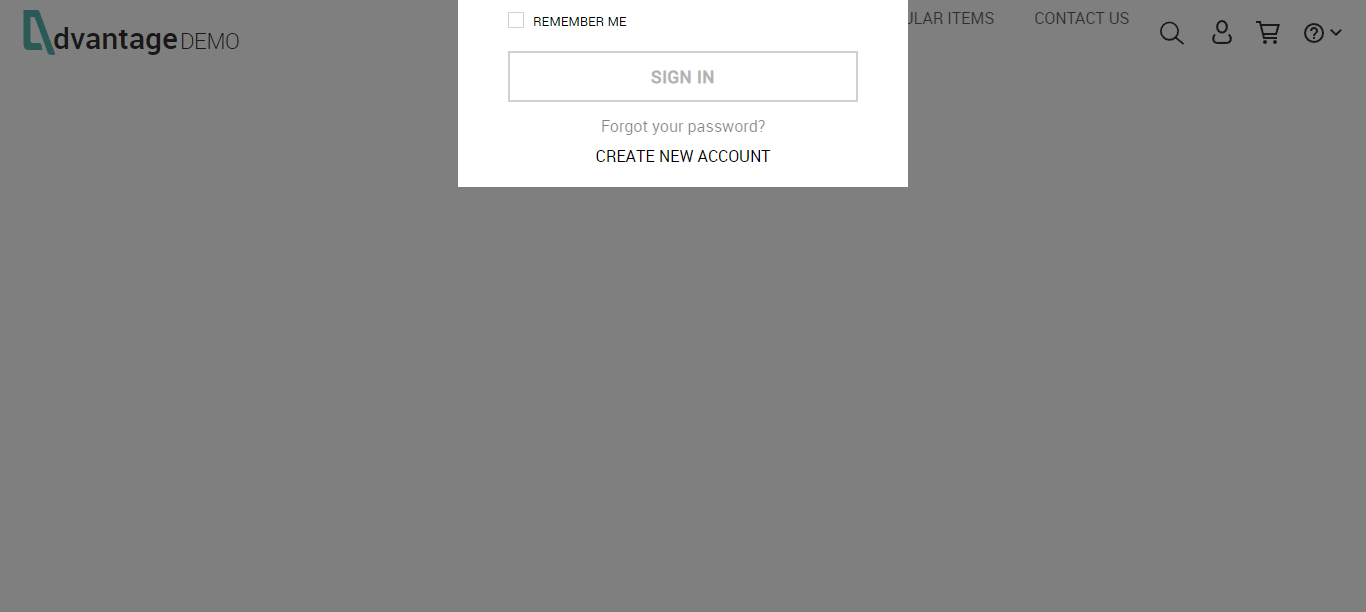 dvantage DEMO
ULAR ITEMS
CONTACT US
REMEMBER ME
SIGN IN
Forgot your password?
CREATE NEW ACCOUNT